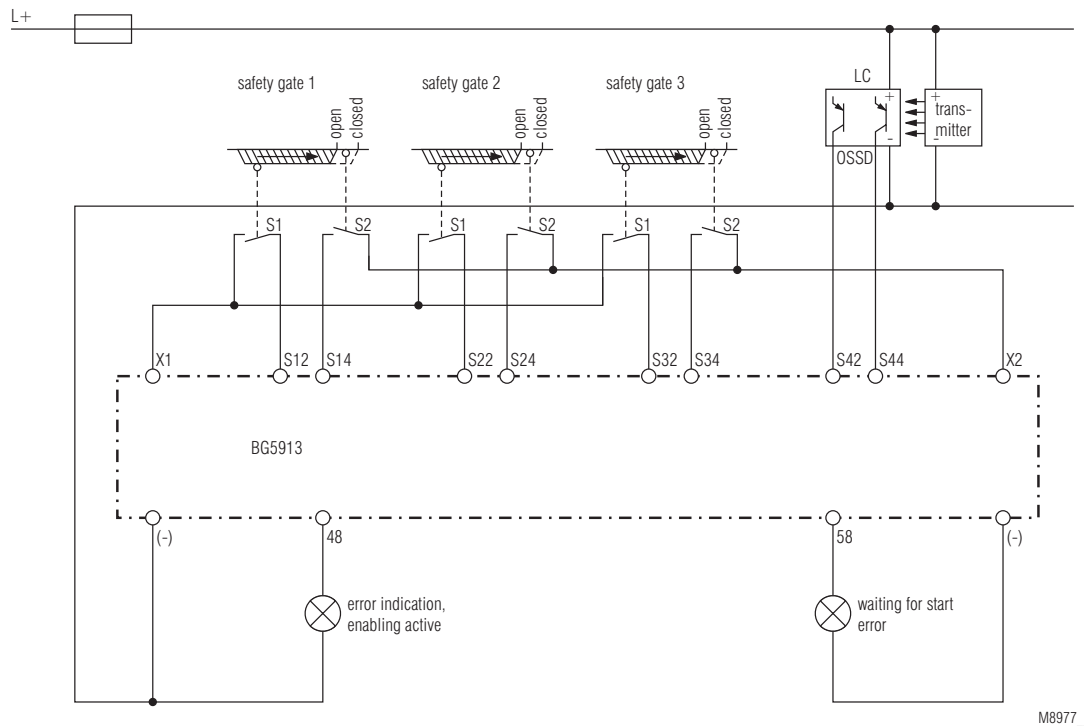 L+
safety gate 1
safety gate 2
safety gate 3
LC
open
closed
open
closed
open
closed
+
-
OSSD
+
trans-
mitter
-
S1
S2
S1
S2
S1
S2
X1
S12
S14
S22
S24
S32
S34
S42
S44
X2
BG5913
(-)
48
58
(-)
error indication,
enabling active
waiting for start
error
M8977